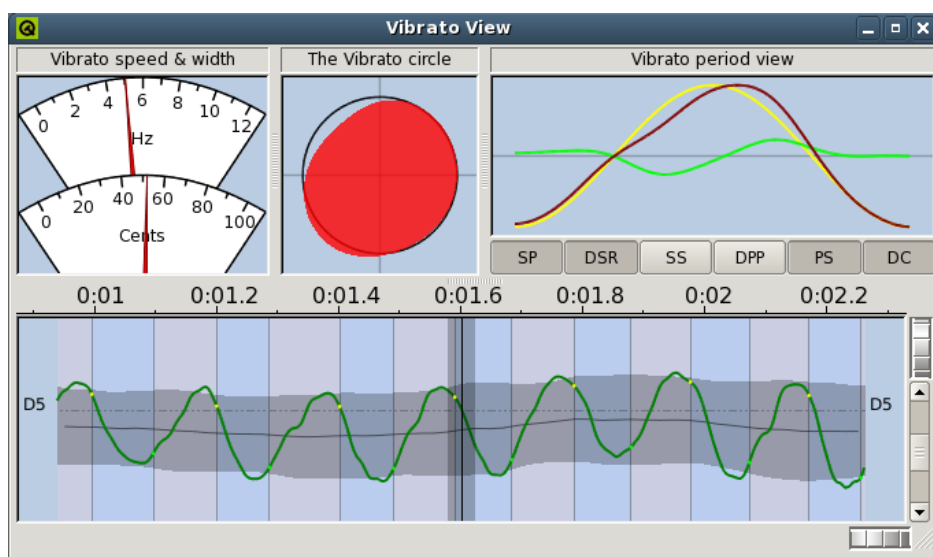 Vibrato View
Vibrato speed & width
The Vibrato circle
Vibrato period view
0 2 4 6 8 10 12
Hz
0 20 40 60 80 100
Cents
SP DSR SS DPP PS DC
0:01 0:01.2 0:01.4 0:01.6 0:01.8 0:02 0:02.2
D5 D5